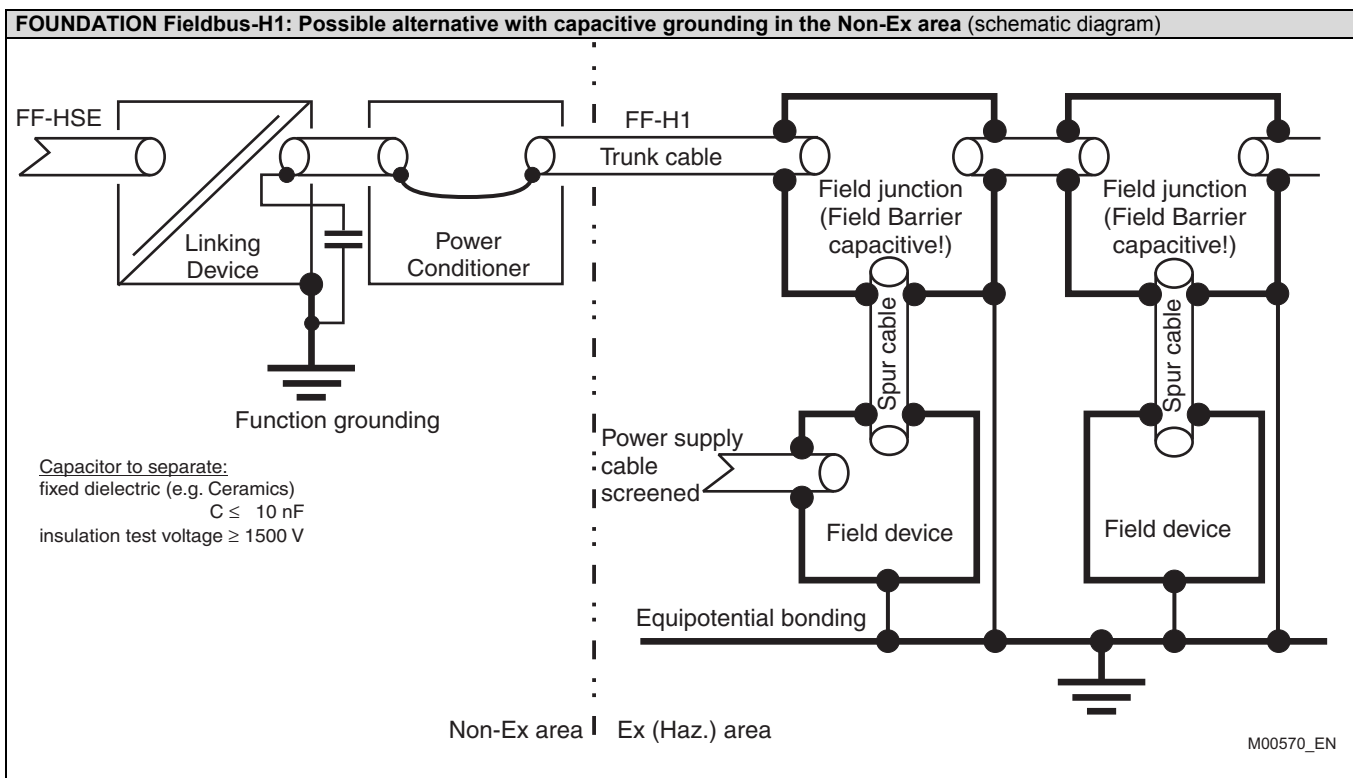 FOUNDATION Fieldbus-H1: Possible alternative with capacitive grounding in the Non-Ex area (schematic diagram)
FF-HSE
FF-H1
Trunk cable
Linking
Device
Power
Conditioner
Field junction
(Field Barrier
capacitive!)
Field junction
(Field Barrier
capacitive!)
Spur cable
Spur cable
Function grounding
Capacitor to separate:
fixed dielectric (e.g. Ceramics)
C ≤ 10 nF
insulation test voltage ≥ 1500 V
Power supply
cable
screened
Field device
Field device
Equipotential bonding
Non-Ex area
Ex (Haz.) area
M00570_EN